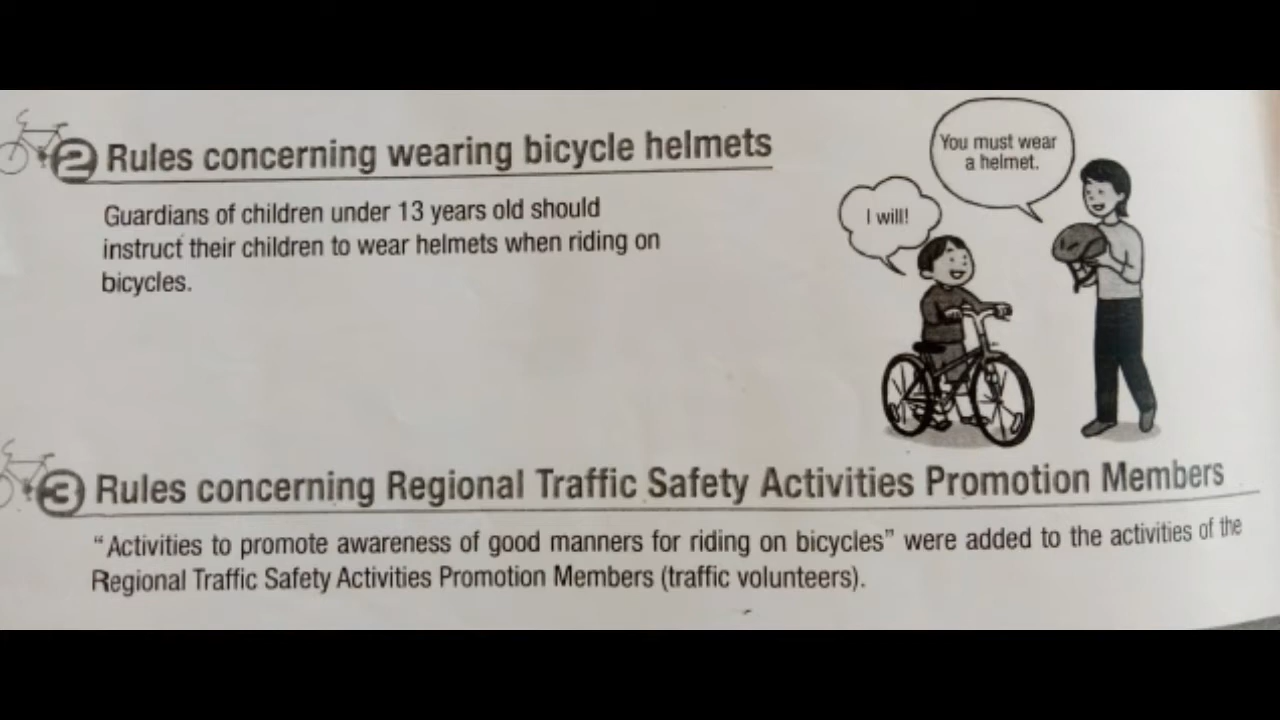 2 Rules concerning wearing bicycle helmets
Guardians of children under 13 years old should
instruct their children to wear helmets when riding on
bicycles.
You must wear
a helmet.
I will!
3 Rules concerning Regional Traffic Safety Activities Promotion Members
“Activities to promote awareness of good manners for riding on bicycles” were added to the activities of the
Regional Traffic Safety Activities Promotion Members (traffic volunteers).